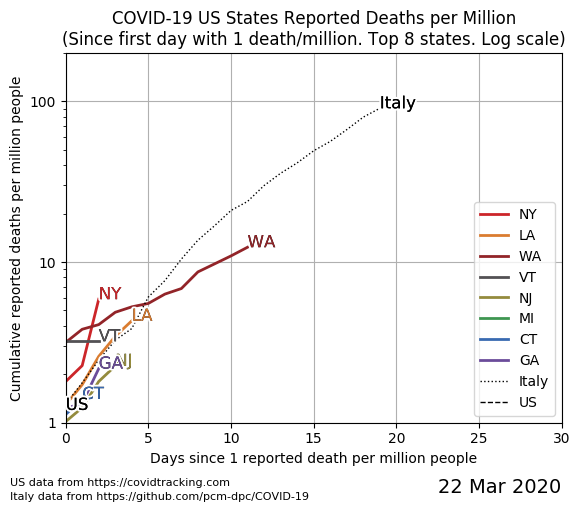 COVID-19 US States Reported Deaths per Million
(Since first day with 1 death/million. Top 8 states. Log scale)
Cumulative reported deaths per million people
100
10
1
Italy
WA
NY
LA
VT
GA
NJ
CT
US
NY
LA
WA
VT
NJ
MI
CT
GA
Italy
US
0 5 10 15 20 25 30
Days since 1 reported death per million people
US data from https://covidtracking.com
Italy data from https://github.com/pcm-dpc/COVID-19
22 Mar 2020